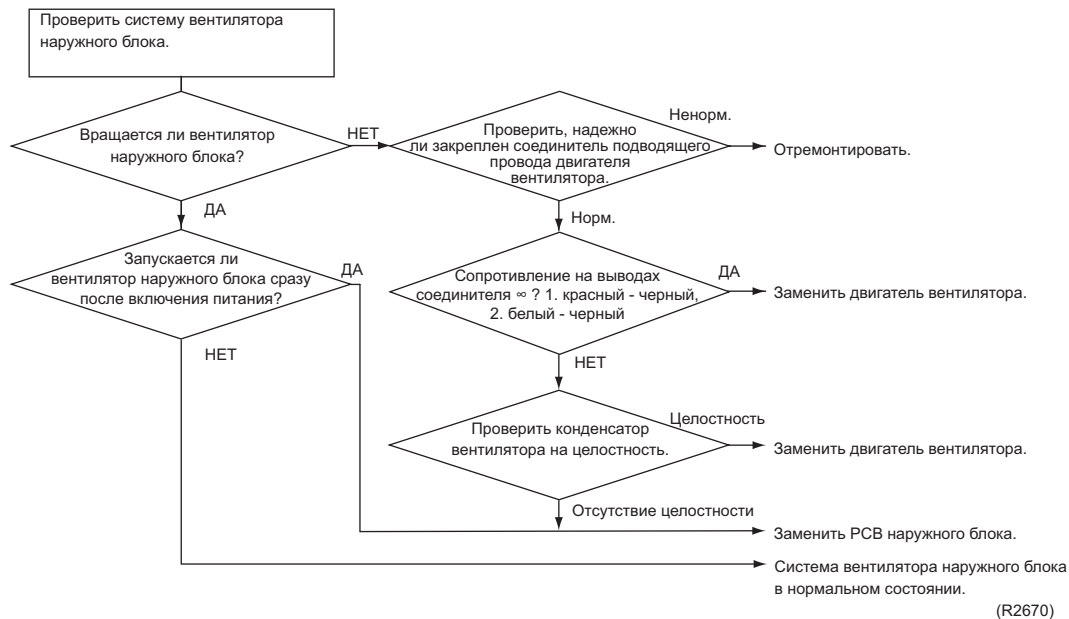 Проверить систему вентилятора
наружного блока.
Вращается ли вентилятор
наружного блока?
НЕТ
Проверить, надежно
ли закреплен соединитель подводящего
провода двигателя
вентилятора.
Ненорм.
Отремонтировать.
ДА
Норм.
Запускается ли
вентилятор наружного блока сразу
после включения питания?
ДА
Сопротивление на выводах
соединителя ∞ ? 1. красный - черный,
2. белый - черный
ДА
Заменить двигатель вентилятора.
НЕТ
НЕТ
Проверить конденсатор
вентилятора на целостность.
Целостность
Заменить двигатель вентилятора.
Отсутствие целостности
Заменить PCB наружного блока.
Система вентилятора наружного блока
в нормальном состоянии.
(R2670)